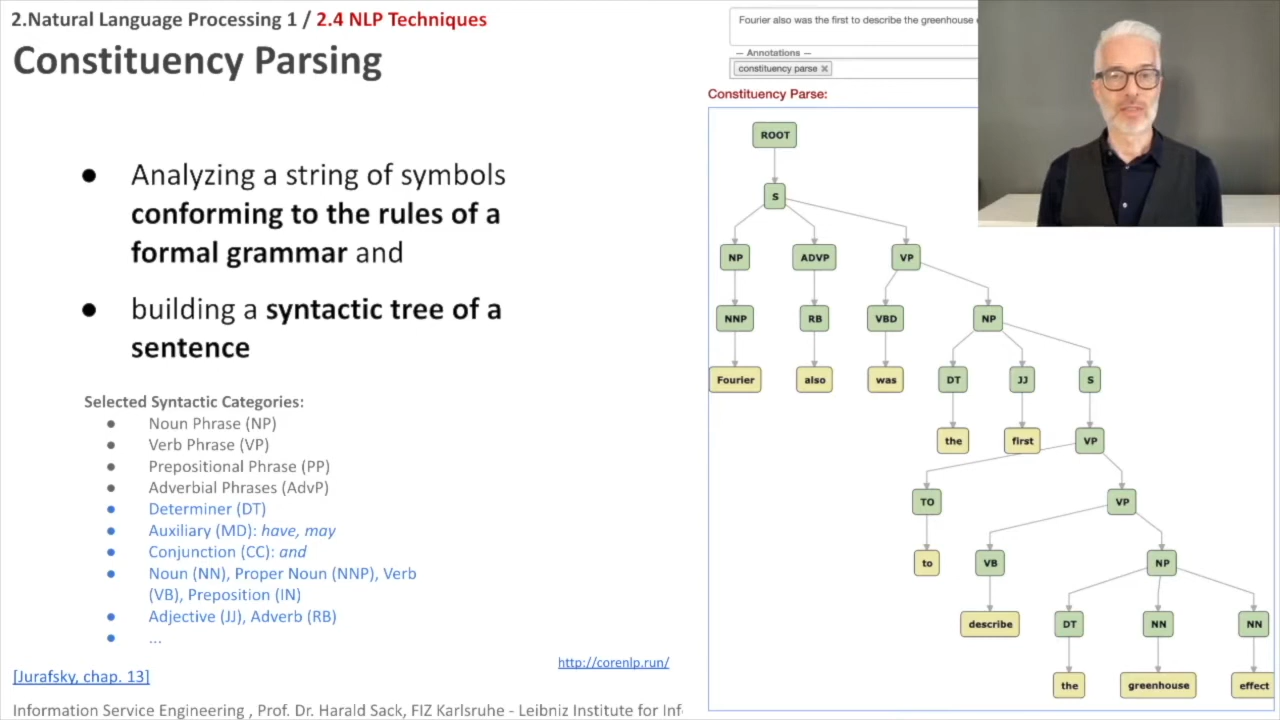 2.Natural Language Processing 1 / 2.4 NLP Techniques
Constituency Parsing
● Analyzing a string of symbols
conforming to the rules of a
formal grammar and
● building a syntactic tree of a
sentence
Selected Syntactic Categories:
● Noun Phrase (NP)
● Verb Phrase (VP)
● Prepositional Phrase (PP)
● Adverbial Phrases (AdvP)
● Determiner (DT)
● Auxiliary (MD): have, may
● Conjunction (CC): and
● Noun (NN), Proper Noun (NNP), Verb
(VB), Preposition (IN)
● Adjective (JJ), Adverb (RB)
● ...
http://corenlp.run/
[Jurafsky, chap. 13]
Information Service Engineering , Prof. Dr. Harald Sack, FIZ Karlsruhe - Leibniz Institute for
Fourier also was the first to describe the greenhouse
— Annotations —
constituency parse ✕
Constituency Parse:
ROOT
S
NP ADVP VP
NNP RB VBD NP
Fourier also was DT JJ S
the first VP
TO VP
to VB NP
describe DT NN NN
the greenhouse effect